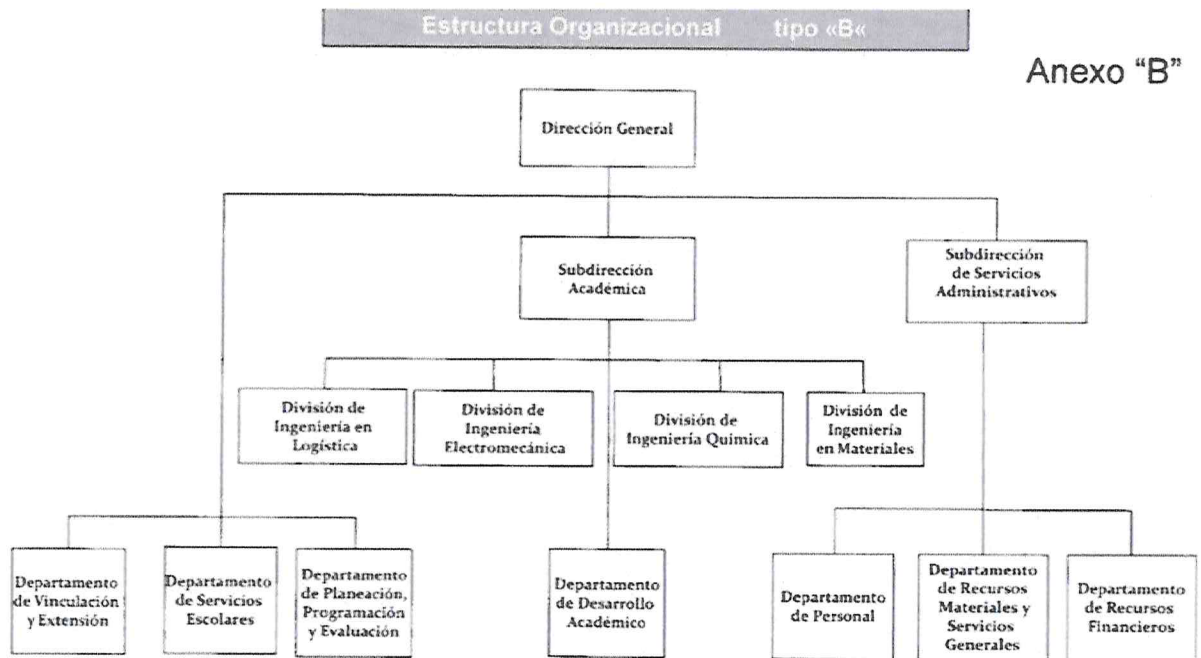 Estructura Organizacional tipo «B«
Anexo “B”
Dirección General
Subdirección
Académica
Subdirección
de Servicios
Administrativos
División de
Ingeniería en
Logística
División de
Ingeniería
Electromecánica
División de
Ingeniería Química
División de
Ingeniería
en Materiales
Departamento
de Vinculación
y Extensión
Departamento
de Servicios
Escolares
Departamento
de Planeación,
Programación
y Evaluación
Departamento
de Desarrollo
Académico
Departamento
de Personal
Departamento
de Recursos
Materiales y
Servicios
Generales
Departamento
de Recursos
Financieros